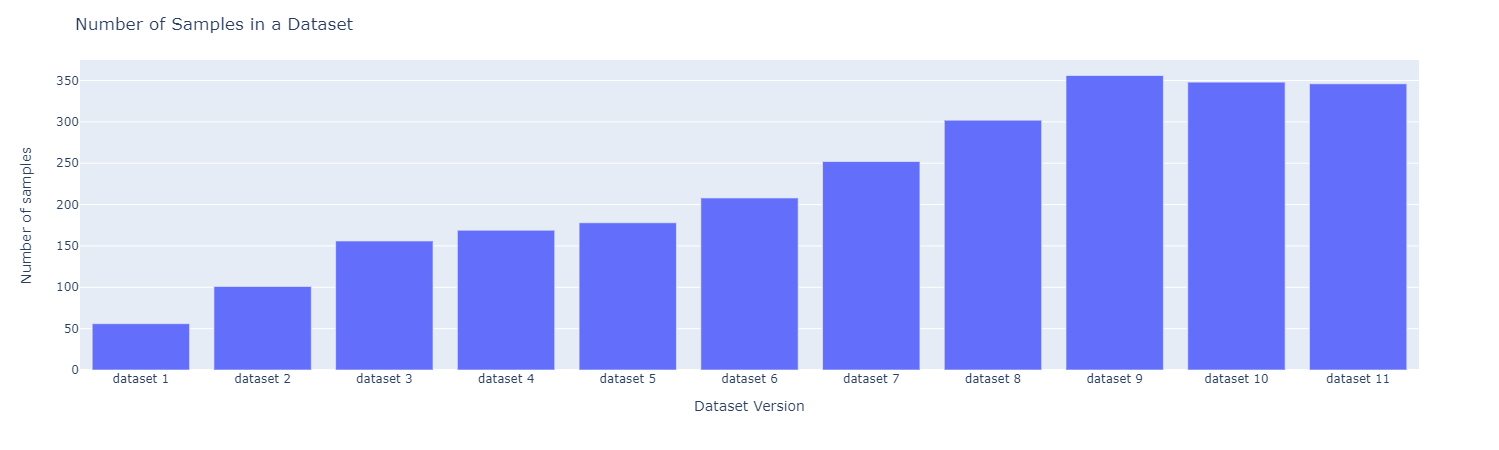 Number of Samples in a Dataset
Number of samples
350
300
250
200
150
100
50
0
dataset 1 dataset 2 dataset 3 dataset 4 dataset 5 dataset 6 dataset 7 dataset 8 dataset 9 dataset 10 dataset 11
Dataset Version